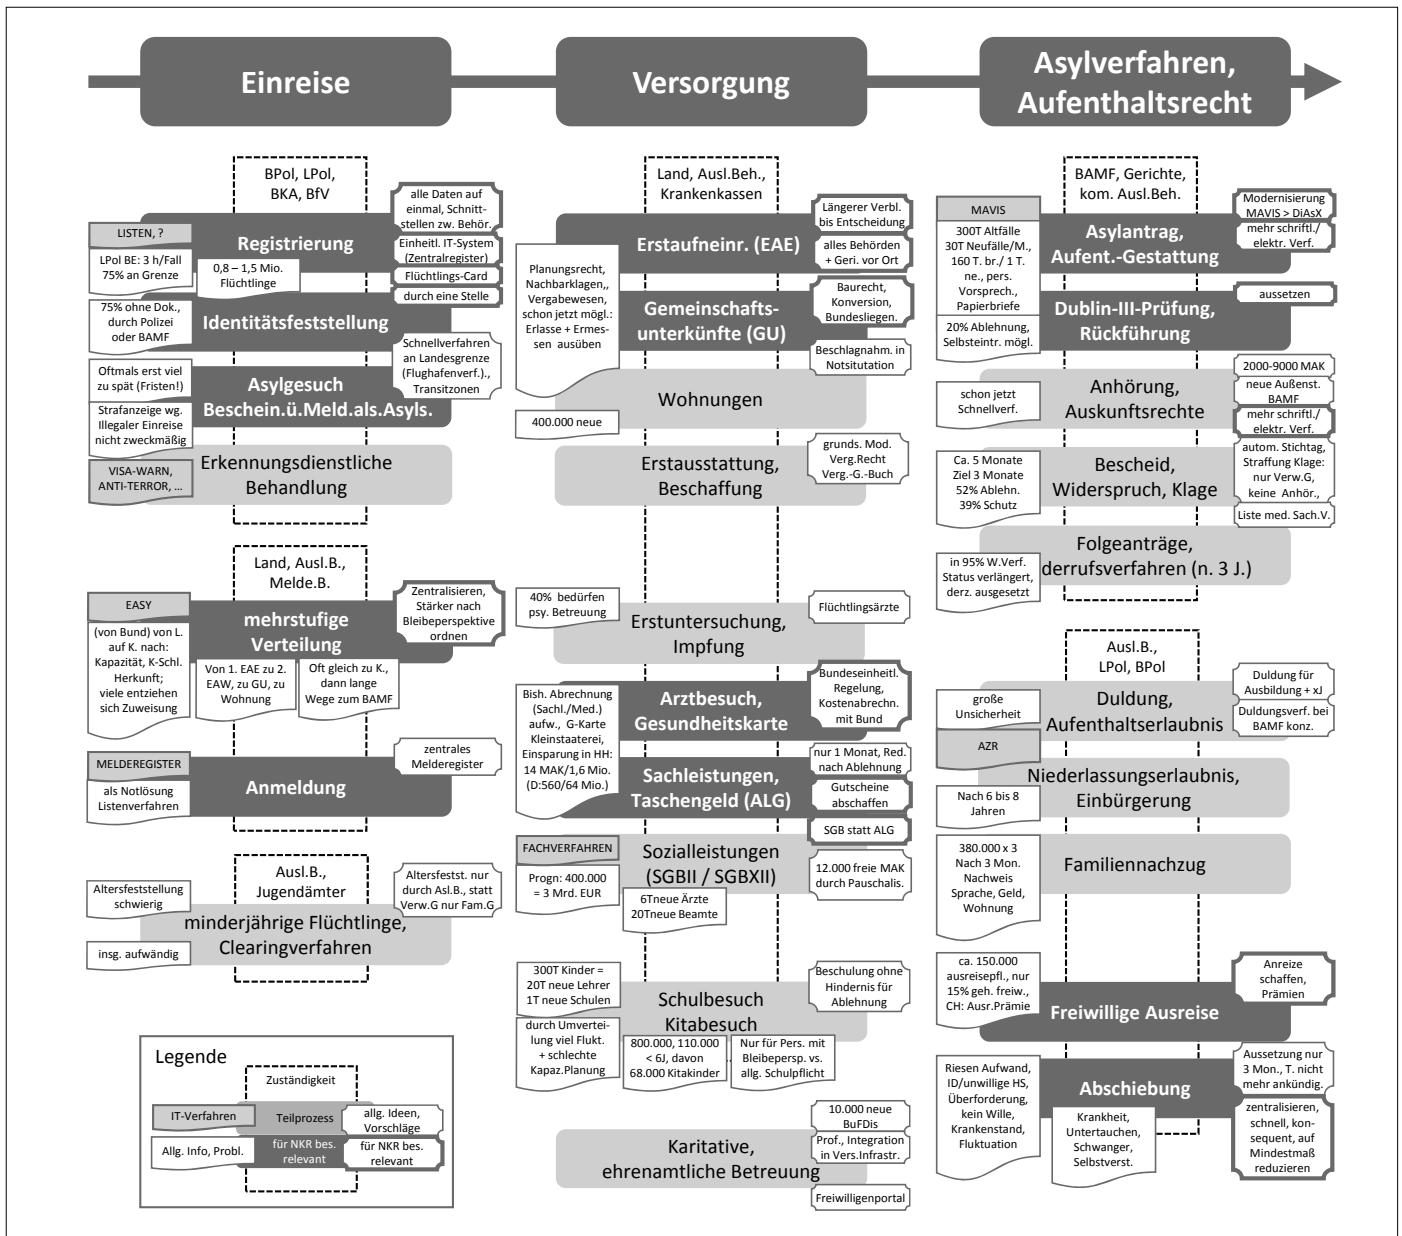 Einreise
Versorgung
Asylverfahren,
Aufenthaltsrecht
BPol, LPol,
BKA, BfV
alle Daten auf
einmal, Schnitt-
stellen zw. Behör.
LISTEN, ?
Registrierung
Einheitl. IT-System
(Zentralregister)
LPol BE: 3 h/Fall
75% an Grenze
0,8 – 1,5 Mio.
Flüchtlinge
Flüchtlings-Card
durch eine Stelle
75% ohne Dok.,
durch Polizei
oder BAMF
Identitätsfeststellung
Schnellverfahren
an Landesgrenze
(Flughafenverf.).,
Transitzonen
Oftmals erst viel
zu spät (Fristen!)
Asylgesuch
Beschein.ü.Meld.als.Asyls.
Strafanzeige wg.
Illegaler Einreise
nicht zweckmäßig
VISA-WARN,
ANTI-TERROR, ...
Erkennungsdienstliche
Behandlung
Land, Ausl.B.,
Melde.B.
Zentralisieren,
Stärker nach
Bleibeperspektive
ordnen
EASY
mehrstufige
Verteilung
(von Bund) von L.
auf K. nach:
Kapazität, K-Schl.
Herkunft;
viele entziehen
sich Zuweisung
Von 1. EAE zu 2.
EAW, zu GU, zu
Wohnung
Oft gleich zu K.,
dann lange
Wege zum BAMF
MELDEREGISTER
Anmeldung
zentrales
Melderegister
als Notlösung
Listenverfahren
Ausl.B.,
Jugendämter
Altersfeststellung
schwierig
Altersfestst. nur
durch Asl.B., statt
Verw.G nur Fam.G
minderjährige Flüchtlinge,
Clearingverfahren
insg. aufwändig
Legende
Zuständigkeit
IT-Verfahren
Teilprozess
allg. Ideen,
Vorschläge
Allg. Info, Probl.
für NKR bes.
relevant
für NKR bes.
relevant
Land, Ausl.Beh.,
Krankenkassen
Längerer Verbl.
bis Entscheidung
Erstaufneinr. (EAE)
alles Behörden
+ Geri. vor Ort
Planungsrecht,
Nachbarklagen,,
Vergabewesen,
schon jetzt mögl.:
Erlasse + Ermes-
sen ausüben
Gemeinschafts-
unterkünfte (GU)
Baurecht,
Konversion,
Bundesliegen.
Beschlagnahm. in
Notsitutation
Wohnungen
400.000 neue
Erstausstattung,
Beschaffung
grunds. Mod.
Verg.Recht
Verg.-G.-Buch
40% bedürfen
psy. Betreuung
Erstuntersuchung,
Impfung
Flüchtlingsärzte
Bish. Abrechnung
(Sachl./Med.)
aufw., G-Karte
Kleinstaaterei,
Einsparung in HH:
14 MAK/1,6 Mio.
(D:560/64 Mio.)
Arztbesuch,
Gesundheitskarte
Bundeseinheitl.
Regelung,
Kostenabrechn.
mit Bund
nur 1 Monat, Red.
nach Ablehnung
Sachleistungen,
Taschengeld (ALG)
Gutscheine
abschaffen
SGB statt ALG
FACHVERFAHREN
Sozialleistungen
(SGBII / SGBXII)
Progn: 400.000
= 3 Mrd. EUR
12.000 freie MAK
durch Pauschalis.
6Tneue Ärzte
20Tneue Beamte
300T Kinder =
20T neue Lehrer
1T neue Schulen
Schulbesuch
Kitabesuch
Beschulung ohne
Hindernis für
Ablehnung
durch Umvertei-
lung viel Flukt.
+ schlechte
Kapaz.Planung
800.000, 110.000
< 6J, davon
68.000 Kitakinder
...
Nur für Pers. mit
Bleibepersp. vs.
allg. Schulpflicht
10.000 neue
BuFDis
Karitative,
ehrenamtliche Betreuung
Prof., Integration
in Vers.Infrastr.
Freiwilligenportal
BAMF, Gerichte,
kom. Ausl.Beh.
Modernisierung
MAVIS > DiAsX
MAVIS
Asylantrag,
Aufent.-Gestattung
mehr schriftl./
elektr. Verf.
300T Altfälle
30T Neufälle/M.,
160 T. br./ 1 T.
ne., pers.
Vorsprech.,
Papierbriefe
Dublin-III-Prüfung,
Rückführung
aussetzen
20% Ablehnung,
Selbsteintr. mögl.
2000-9000 MAK
Anhörung,
Auskunftsrechte
neue Außenst.
BAMF
schon jetzt
Schnellverf.
mehr schriftl./
elektr. Verf.
Ca. 5 Monate
Ziel 3 Monate
52% Ablehn.
39% Schutz
Bescheid,
Widerspruch, Klage
autom. Stichtag,
Straffung Klage:
nur Verw.G,
keine Anhör.,
Liste med. Sach.V.
Folgeanträge,
derrufsverfahren (n. 3 J.)
in 95% W.Verf.
Status verlängert,
derz. ausgesetzt
Ausl.B.,
LPol, BPol
große
Unsicherheit
Duldung,
Aufenthaltserlaubnis
Duldung für
Ausbildung + xJ
Duldungsverf. bei
BAMF konz.
AZR
Niederlassungserlaubnis,
Einbürgerung
Nach 6 bis 8
Jahren
380.000 x 3
Nach 3 Mon.
Nachweis
Sprache, Geld,
Wohnung
Familiennachzug
ca. 150.000
ausreisepfl., nur
15% geh. freiw.,
CH: Ausr.Prämie
Anreize
schaffen,
Prämien
Freiwillige Ausreise
Riesen Aufwand,
ID/unwillige HS,
Überforderung,
kein Wille,
Krankenstand,
Fluktuation
Abschiebung
Aussetzung nur
3 Mon., T. nicht
mehr ankündig.
Krankheit,
Untertauchen,
Schwanger,
Selbstverst.
zentralisieren,
schnell, kon-
sequent, auf
Mindestmaß
reduzieren